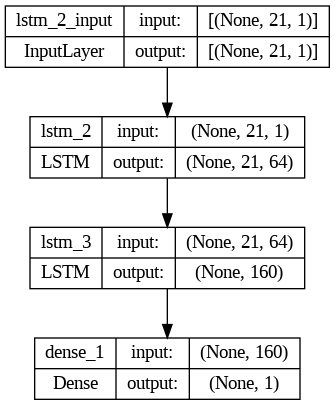 lstm_2_input input: [(None, 21, 1)]
InputLayer output: [(None, 21, 1)]
lstm_2 input: (None, 21, 1)
LSTM output: (None, 21, 64)
lstm_3 input: (None, 21, 64)
LSTM output: (None, 160)
dense_1 input: (None, 160)
Dense output: (None, 1)